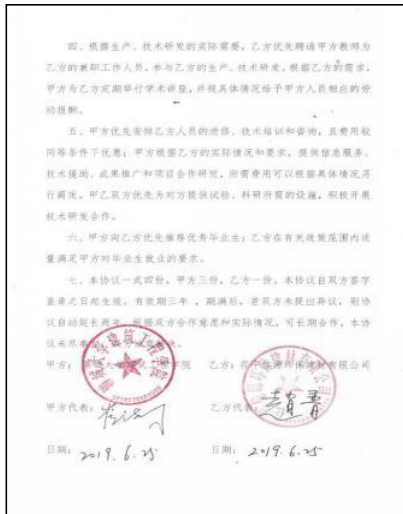 四、根据生产、技术研发的实际需要，乙方优先聘请甲方教师为
乙方的兼职工作人员，参与乙方的生产、技术研发。根据乙方的需求，
甲方为乙方定期举行学术讲座，并视具体情况给予甲方人员相应的劳
动报酬。
五、甲方优先安排乙方人员的进修、技术培训和咨询，且费用较
同等条件下优惠；甲方根据乙方的实际情况和要求，提供信息服务、
技术援助、成果推广和项目合作研究，所需费用可以根据具体情况另
行商定。甲乙双方优先为对方提供试验、科研所需的设施，积极开展
技术研发合作。
六、甲方向乙方优先推荐优秀毕业生；乙方在有关政策范围内适
量满足甲方对毕业生就业的要求。
七、本协议一式四份，甲方三份，乙方一份。本协议自双方签字
盖章之日起生效。有效期三年，期满后，若双方未提出异议，则协
议自动延长两年，根据双方合作意愿和实际情况，可长期合作。本协
议未尽事
甲方： 学院 乙方： 环保建材有限公司
甲方代表： 乙方代表：
日期：2019.6.25 日期：2019.6.25